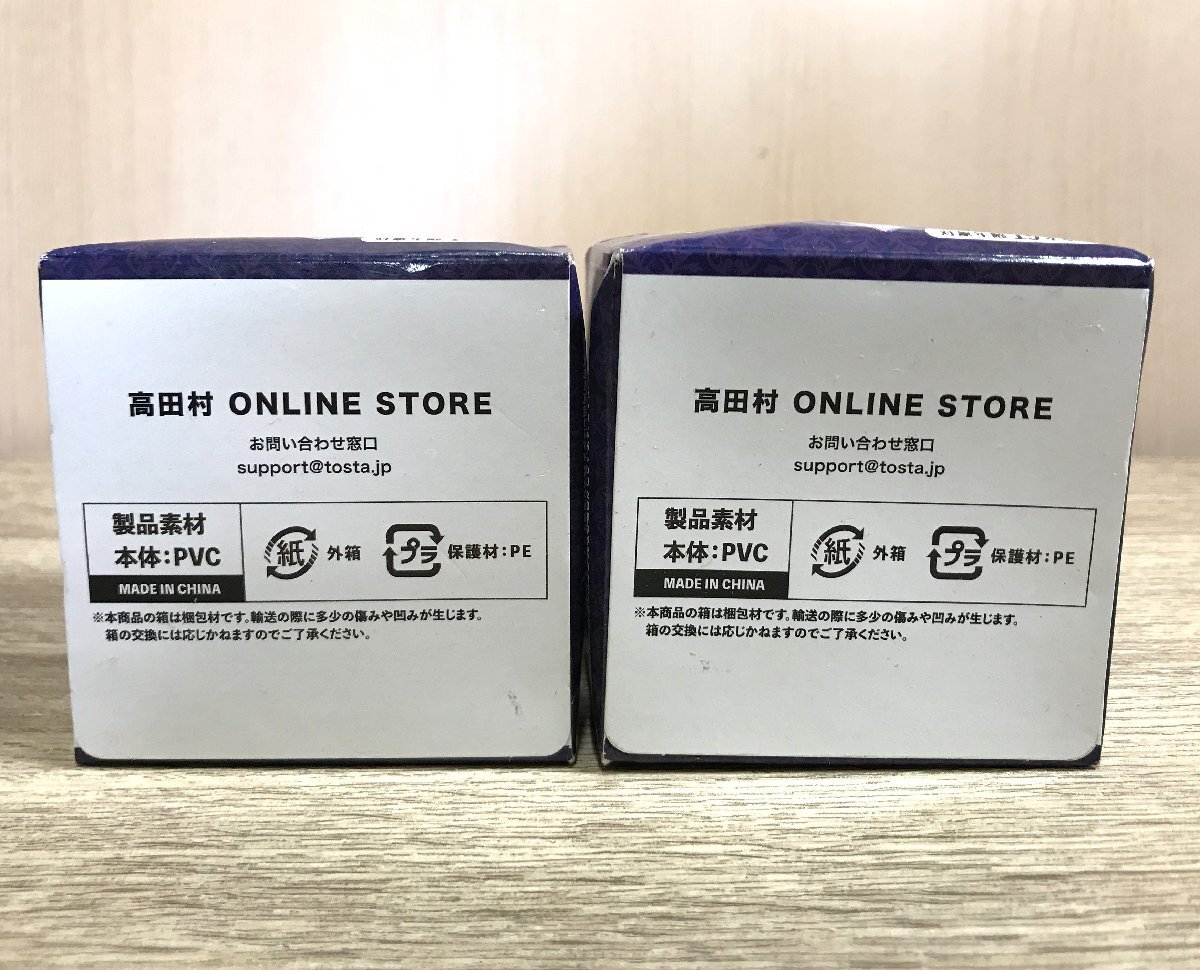 高田村 ONLINE STORE
お問い合わせ窓口
support@tosta.jp
製品素材
本体：PVC
MADE IN CHINA
紙 外箱
プラ 保護材：PE
※本商品の箱は梱包材です。輸送の際に多少の傷みや凹みが生じます。
箱の交換には応じかねますのでご了承ください。
高田村 ONLINE STORE
お問い合わせ窓口
support@tosta.jp
製品素材
本体：PVC
MADE IN CHINA
紙 外箱
プラ 保護材：PE
※本商品の箱は梱包材です。輸送の際に多少の傷みや凹みが生じます。
箱の交換には応じかねますのでご了承ください。